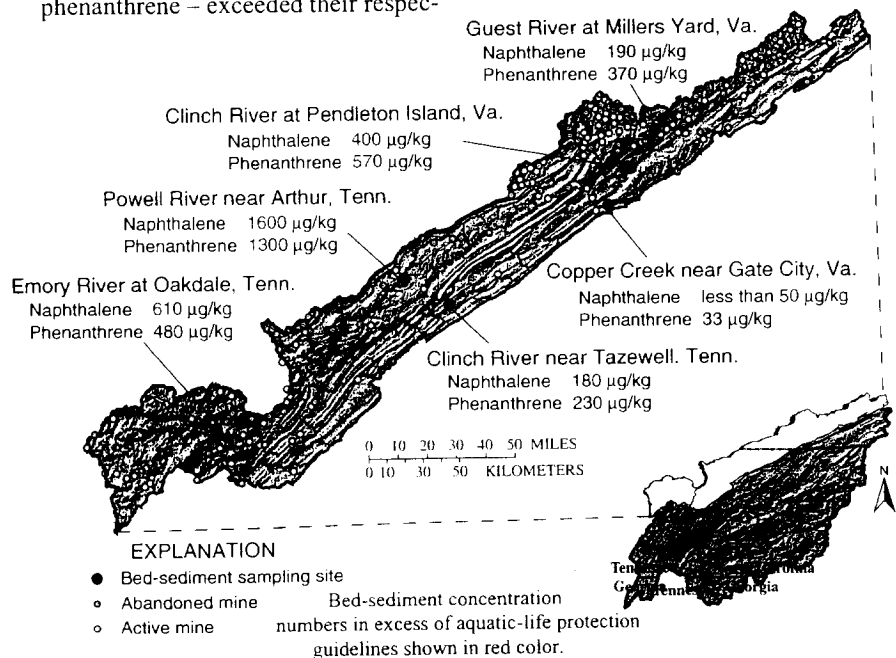 phenanthrene – exceeded their respec-
Guest River at Millers Yard, Va.
Naphthalene 190 µg/kg
Phenanthrene 370 µg/kg
Clinch River at Pendleton Island, Va.
Naphthalene 400 µg/kg
Phenanthrene 570 µg/kg
Powell River near Arthur, Tenn.
Naphthalene 1600 µg/kg
Phenanthrene 1300 µg/kg
Emory River at Oakdale, Tenn.
Naphthalene 610 µg/kg
Phenanthrene 480 µg/kg
Copper Creek near Gate City, Va.
Naphthalene less than 50 µg/kg
Phenanthrene 33 µg/kg
Clinch River near Tazewell. Tenn.
Naphthalene 180 µg/kg
Phenanthrene 230 µg/kg
0 10 20 30 40 50 MILES
0 10 30 50 KILOMETERS
N
EXPLANATION
Bed-sediment sampling site
Abandoned mine
Active mine
Bed-sediment concentration
numbers in excess of aquatic-life protection
guidelines shown in red color.